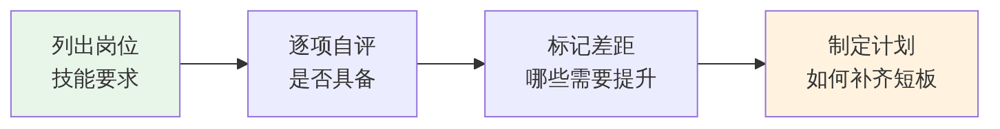 列出岗位
技能要求
逐项自评
是否具备
标记差距
哪些需要提升
制定计划
如何补齐短板